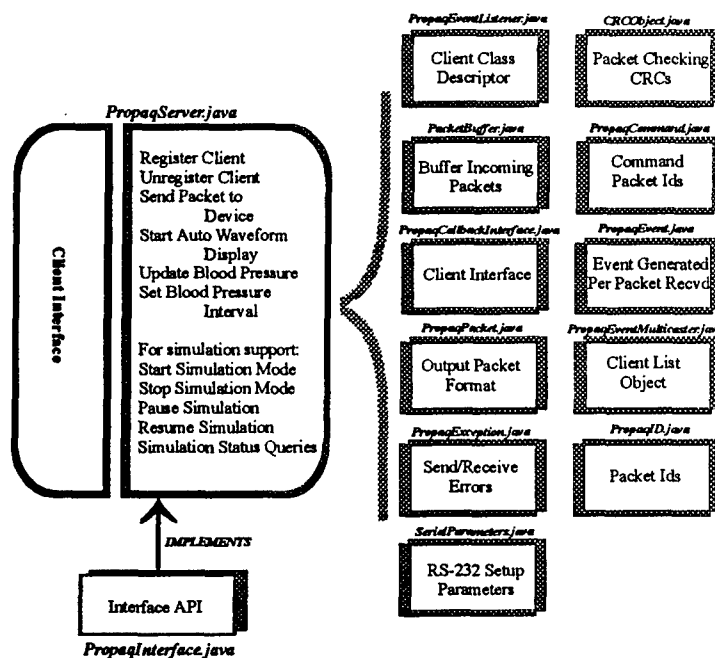 PropaqServer.java
Client Interface
Register Client
Unregister Client
Send Packet to
Device
Start Auto Waveform
Display
Update Blood Pressure
Set Blood Pressure
Interval
For simulation support:
Start Simulation Mode
Stop Simulation Mode
Pause Simulation
Resume Simulation
Simulation Status Queries
IMPLEMENTS
Interface API
PropaqInterface.java
PropaqEventListener.java
Client Class
Descriptor
CRCObject.java
Packet Checking
CRCs
PacketBuffer.java
Buffer Incoming
Packets
PropaqCommand.java
Command
Packet Ids
PropaqCallbackInterface.java
Client Interface
PropaqEvent.java
Event Generated
Per Packet Recvd
PropaqPacket.java
Output Packet
Format
PropaqEventMulticaster.jav
Client List
Object
PropaqException.java
Send/Receive
Errors
PropaqID.java
Packet Ids
SerialParameters.java
RS-232 Setup
Parameters